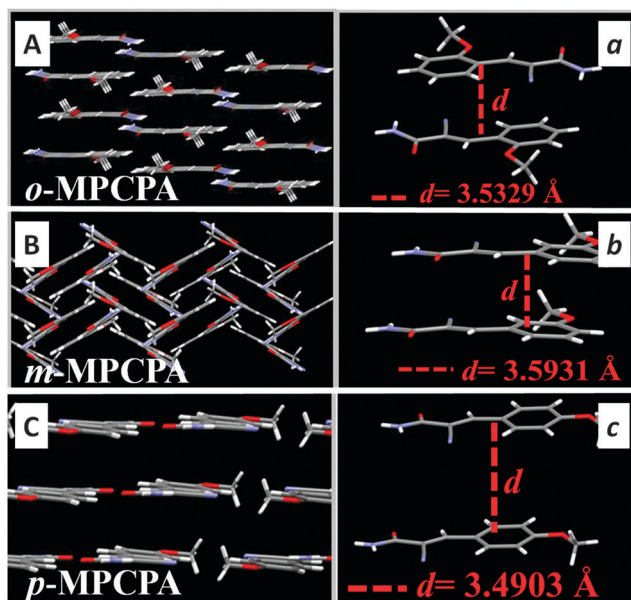 A
o-MPCPA
a
d
d= 3.5329 Å
B
m-MPCPA
b
d
d= 3.5931 Å
C
p-MPCPA
c
d
d= 3.4903 Å